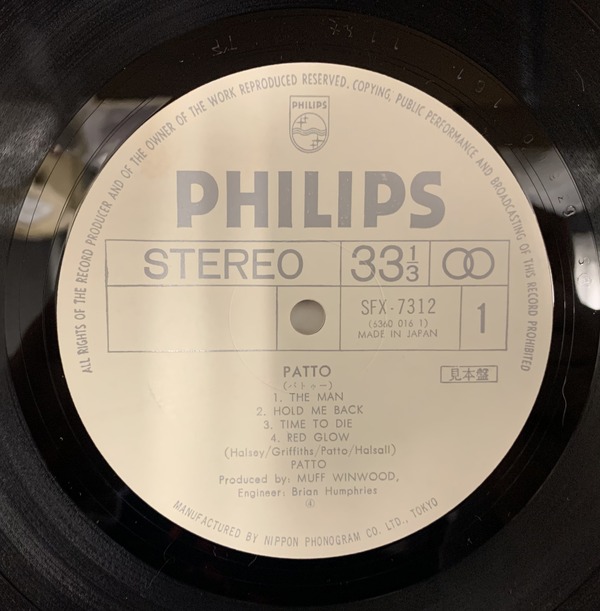 ALL RIGHTS OF THE RECORD PRODUCER AND OF THE OWNER OF THE WORK REPRODUCED RESERVED. COPYING, PUBLIC PERFORMANCE AND BROADCASTING OF THIS RECORD PROHIBITED
PHILIPS
PHILIPS
STEREO 33 1/3
SFX-7312
(6360 016 1)
MADE IN JAPAN
1
PATTO
(パトゥー)
見本盤
1. THE MAN
2. HOLD ME BACK
3. TIME TO DIE
4. RED GLOW
(Halsey/Griffiths/Patto/Halsall)
PATTO
Produced by: MUFF WINWOOD,
Engineer: Brian Humphries
MANUFACTURED BY NIPPON PHONOGRAM CO. LTD., TOKYO